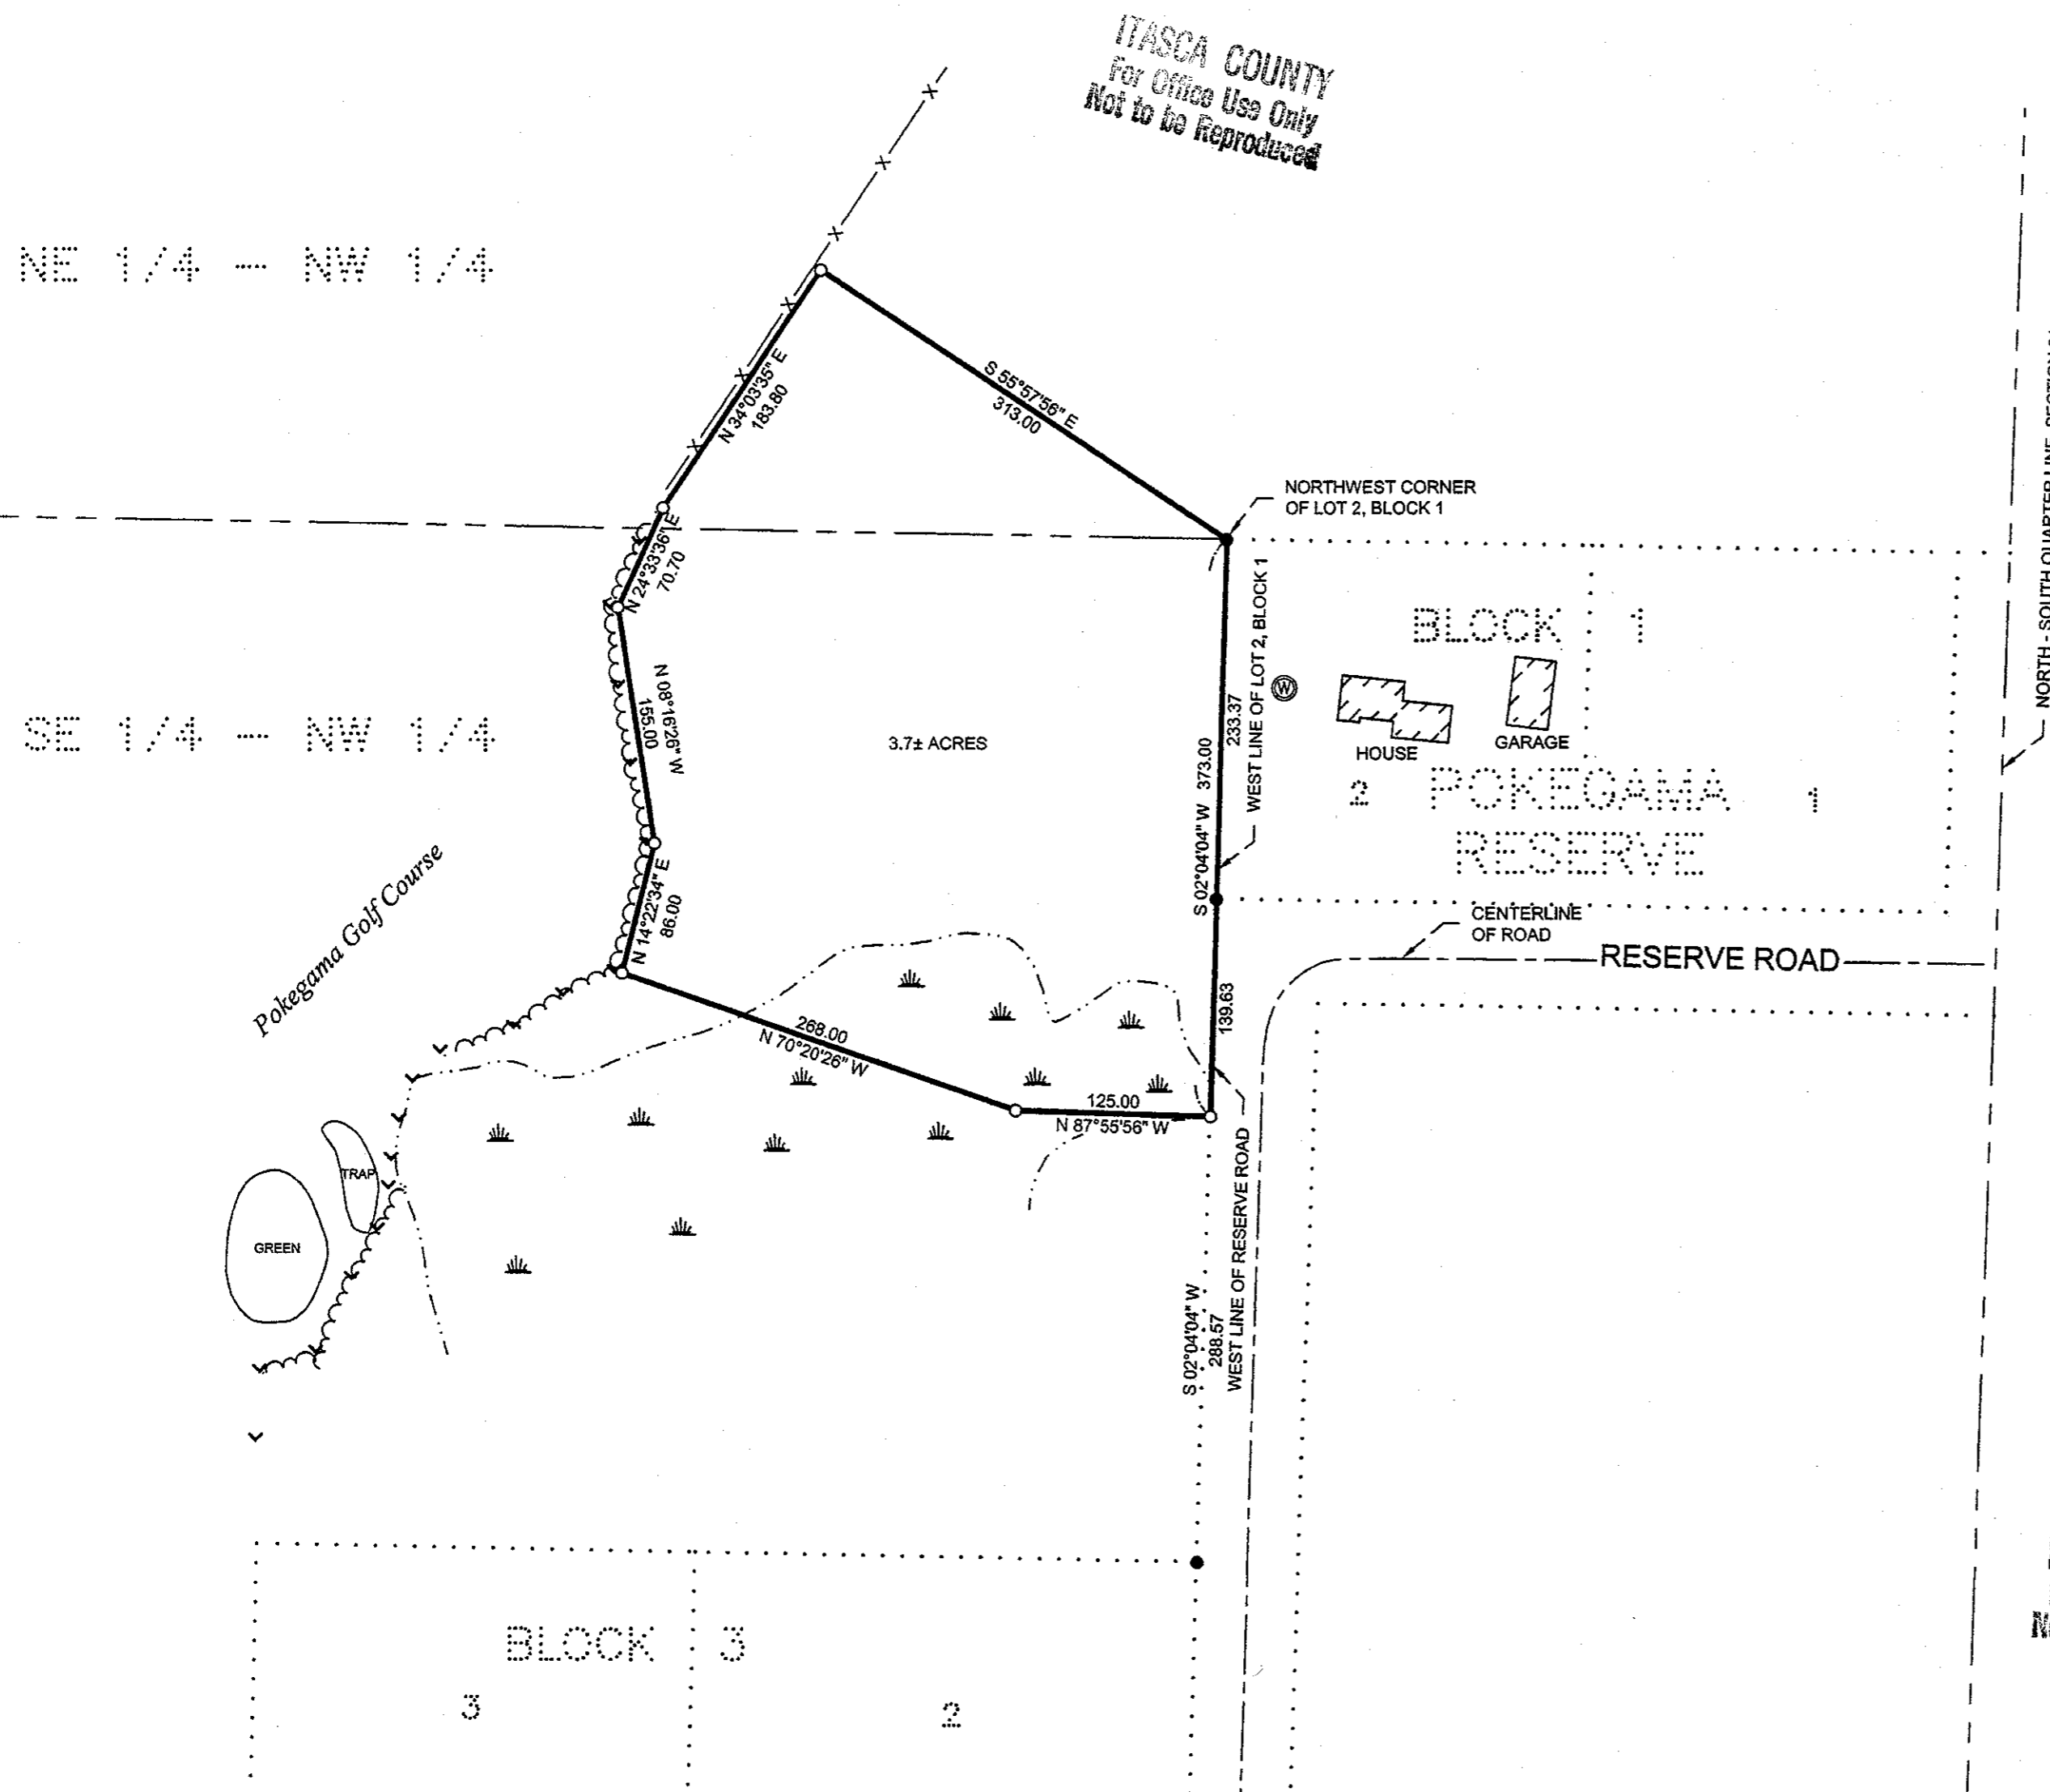 ITASCA COUNTY
For Office Use Only
Not to be Reproduced
NE 1/4 - NW 1/4
N 34°03'35" E
183.80
S 55°57'56" E
313.00
NORTHWEST CORNER
OF LOT 2, BLOCK 1
N 24°33'36" E
70.70
NORTH - SOUTH QUARTER LINE
WEST LINE OF LOT 2, BLOCK 1
BLOCK 1
W
HOUSE
GARAGE
2 POKEGAMA 1
RESERVE
SE 1/4 - NW 1/4
N 08°16'26" W
155.00
3.7± ACRES
233.37
S 02°04'04" W 373.00
Pokegama Golf Course
N 14°22'34" E
86.00
CENTERLINE
OF ROAD
RESERVE ROAD
139.63
268.00
N 70°20'26" W
125.00
N 87°55'56" W
TRAP
GREEN
S 02°04'04" W
288.57
WEST LINE OF RESERVE ROAD
BLOCK 3
3
2